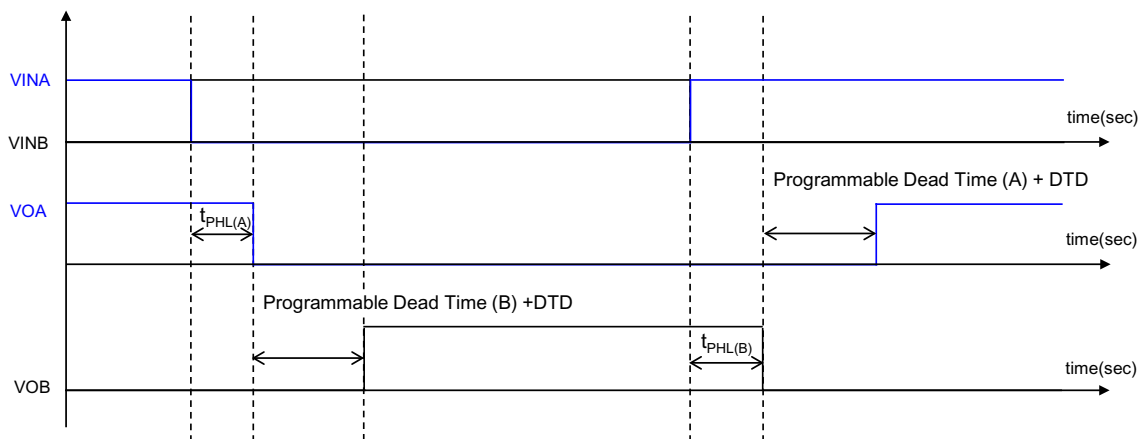 VINA
time(sec)
VINB
Programmable Dead Time (A) + DTD
VOA
tPHL(A)
time(sec)
Programmable Dead Time (B) +DTD
tPHL(B)
time(sec)
VOB